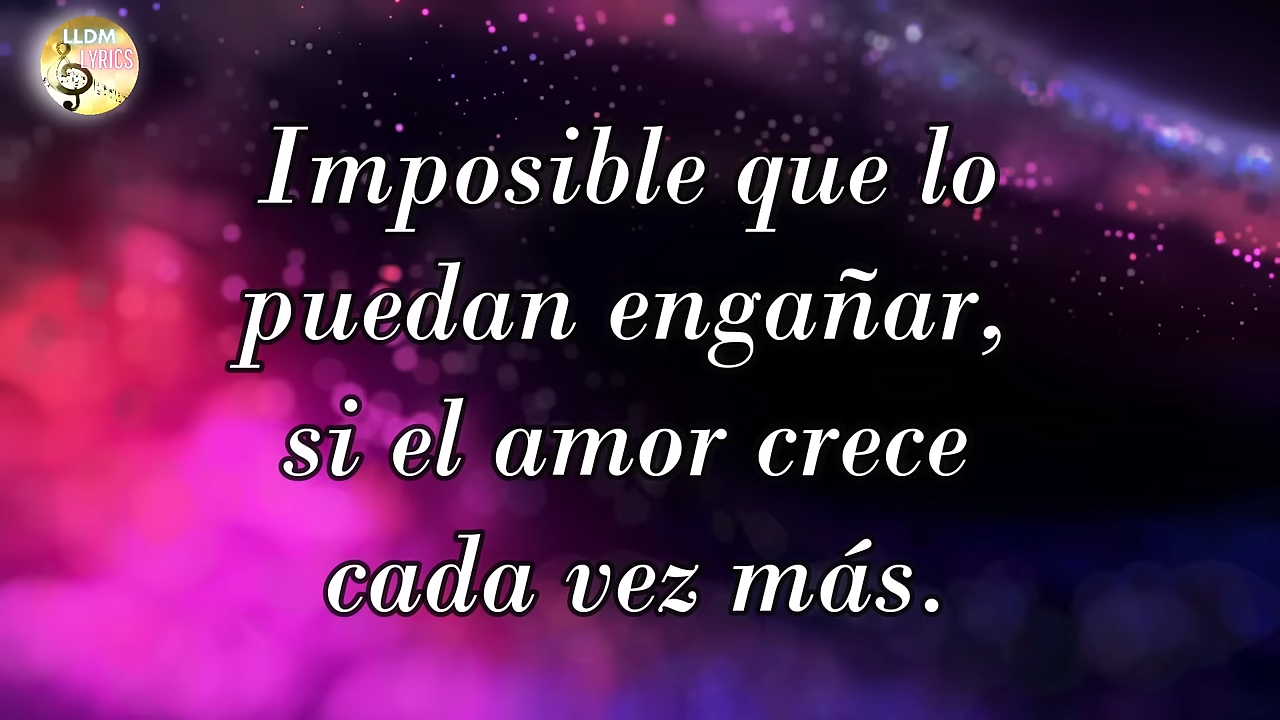 LLDM
LYRICS
Imposible que lo
puedan engañar,
si el amor crece
cada vez más.